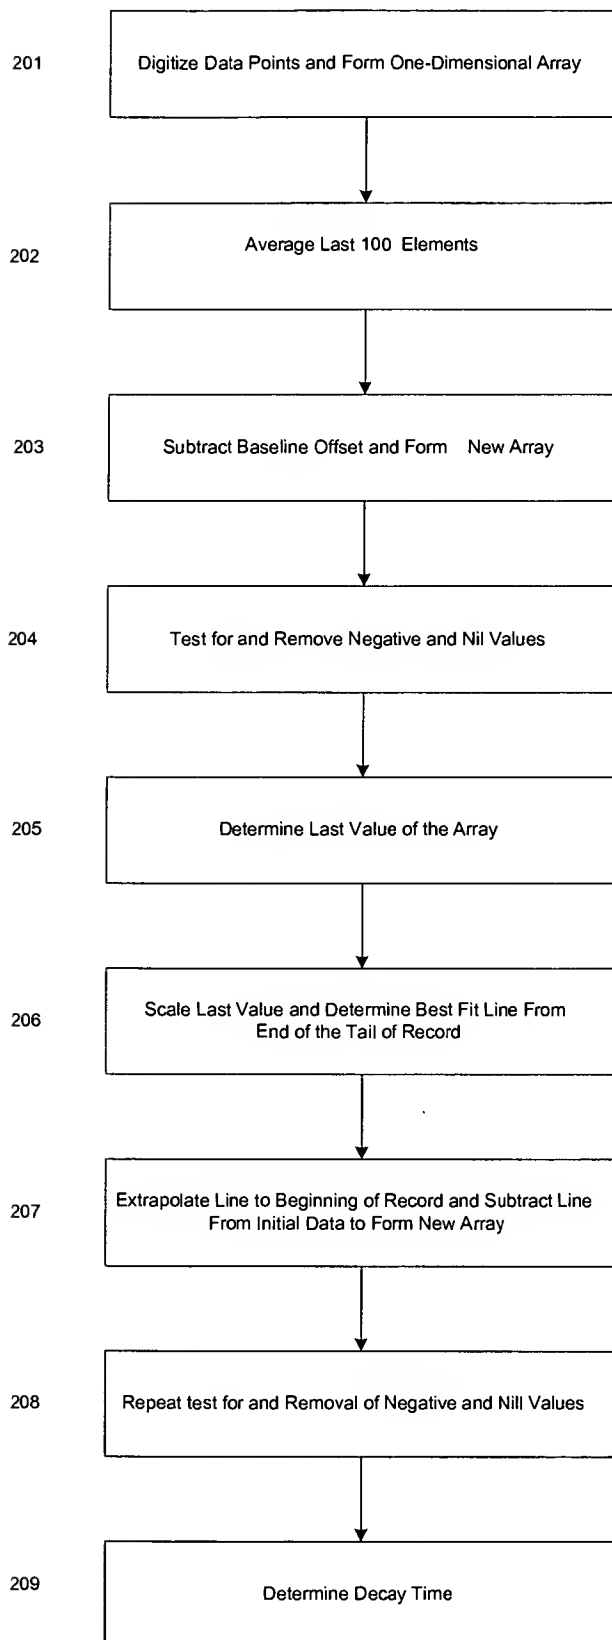 201
Digitize Data Points and Form One-Dimensional Array
202
Average Last 100 Elements
203
Subtract Baseline Offset and Form New Array
204
Test for and Remove Negative and Nil Values
205
Determine Last Value of the Array
206
Scale Last Value and Determine Best Fit Line From
End of the Tail of Record
207
Extrapolate Line to Beginning of Record and Subtract Line
From Initial Data to Form New Array
208
Repeat test for and Removal of Negative and Nill Values
209
Determine Decay Time